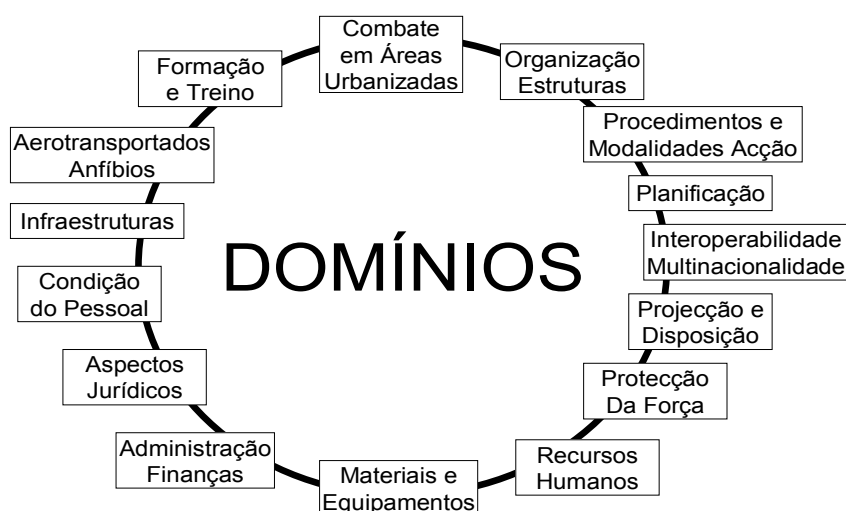 Combate
em Áreas
Urbanizadas
Organização
Estruturas
Procedimentos e
Modalidades Acção
Planificação
Interoperabilidade
Multinacionalidade
Projecção e
Disposição
Protecção
Da Força
Recursos
Humanos
Materiais e
Equipamentos
Administração
Finanças
Aspectos
Jurídicos
Condição
do Pessoal
Infraestruturas
Aerotransportados
Anfíbios
Formação
e Treino
DOMÍNIOS